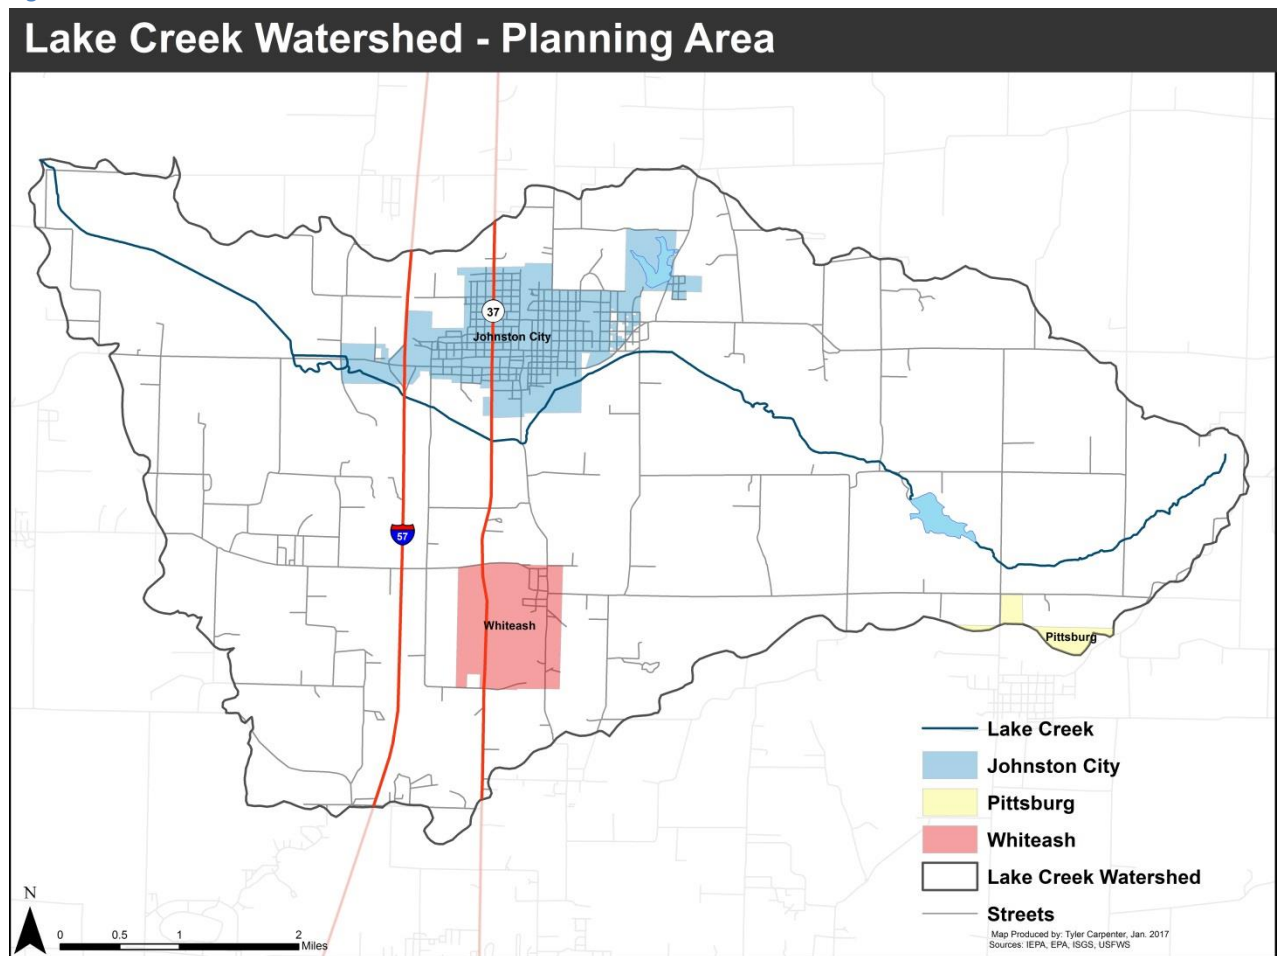 Lake Creek Watershed - Planning Area
37
Johnston City
57
Whiteash
Pittsburg
Lake Creek
Johnston City
Pittsburg
Whiteash
Lake Creek Watershed
Streets
N
0 0.5 1 2
Miles
Map Produced by: Tyler Carpenter, Jan. 2017
Sources: IEPA, EPA, ISGS, USFWS